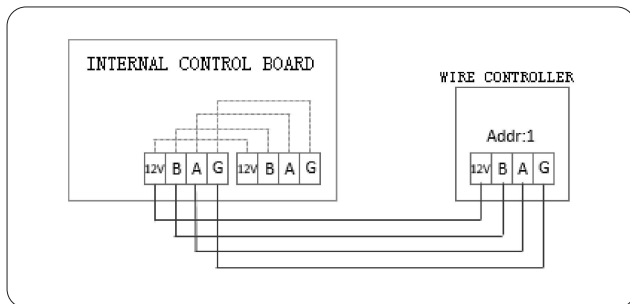 INTERNAL CONTROL BOARD
WIRE CONTROLLER
Addr:1
12V B A G 12V B A G
12V B A G